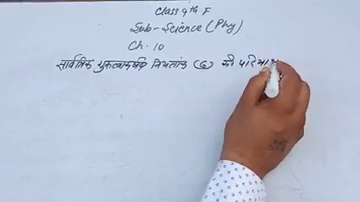 Class 9th F
Sub - Science (Phy)
Ch. 10
सार्वत्रिक गुरुत्वाकर्षण नियतांक (G) की